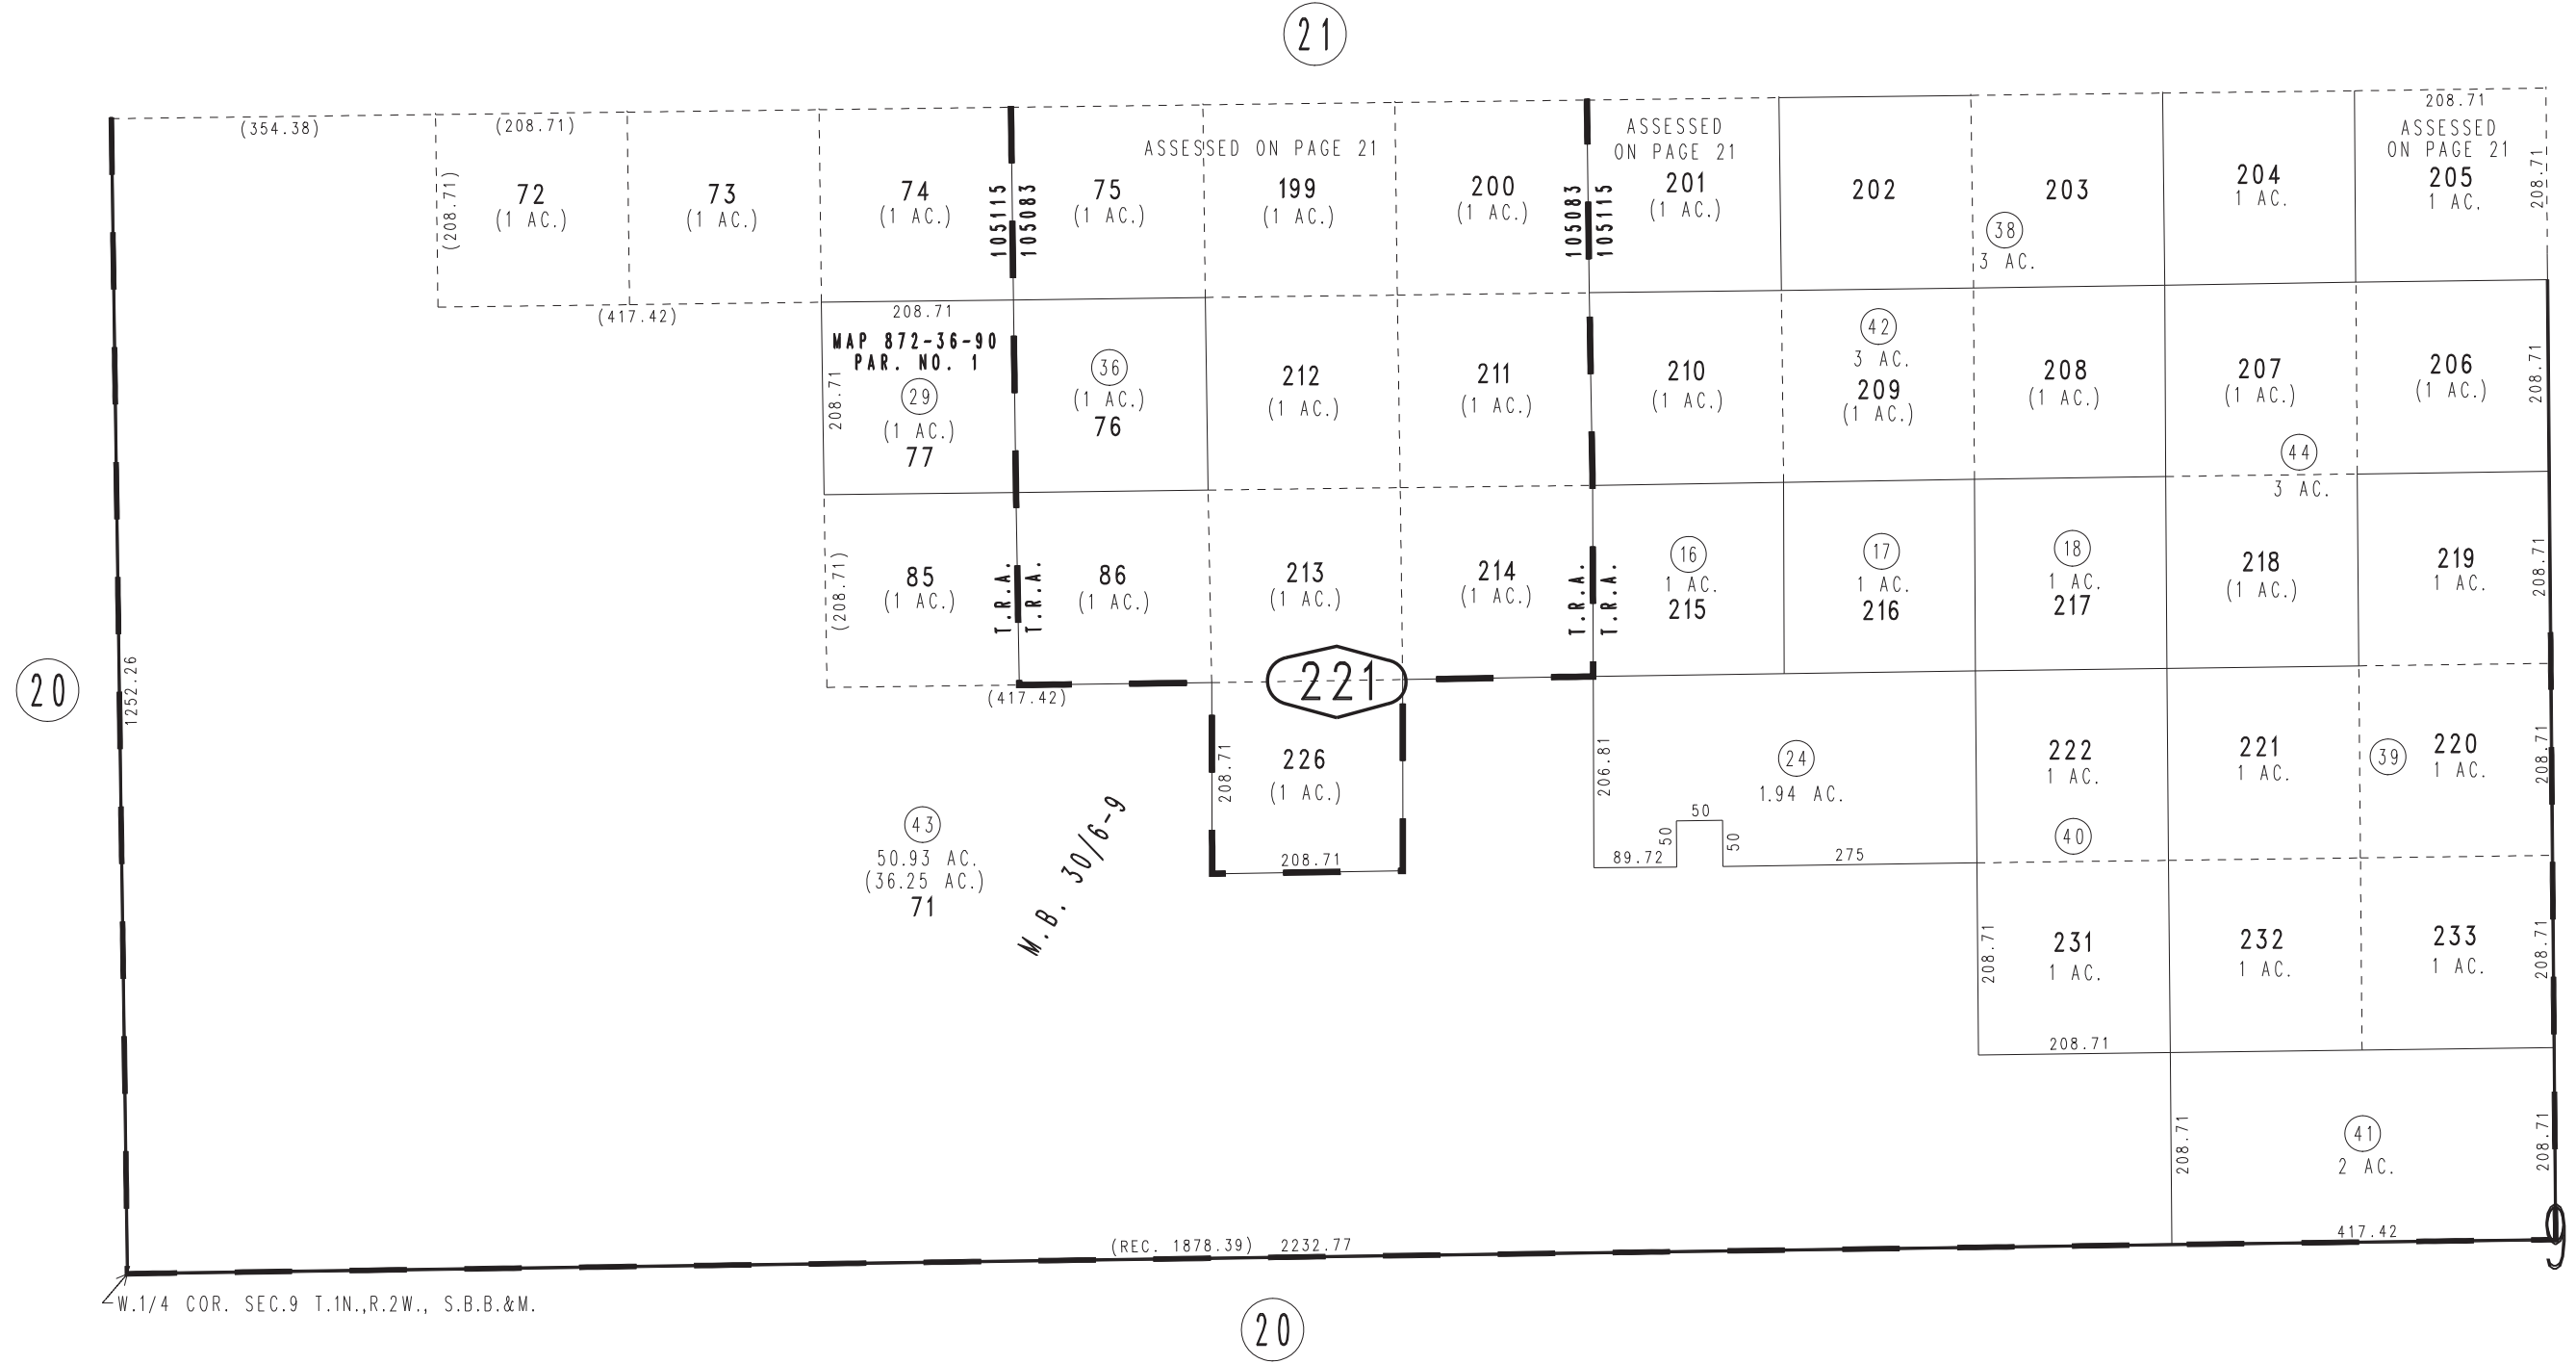 21
(354.38)
(208.71)
208.71
ASSESSED ON PAGE 21
ASSESSED
ON PAGE 21
ASSESSED
ON PAGE 21
(208.71)
72
(1 AC.)
73
(1 AC.)
74
(1 AC.)
105115
105083
75
(1 AC.)
199
(1 AC.)
200
(1 AC.)
105083
105115
201
(1 AC.)
202
203
38
3 AC.
204
1 AC.
205
1 AC.
208.71
(417.42)
208.71
MAP 872-36-90
PAR. NO. 1
208.71
29
(1 AC.)
77
36
(1 AC.)
76
212
(1 AC.)
211
(1 AC.)
210
(1 AC.)
42
3 AC.
209
(1 AC.)
208
(1 AC.)
207
(1 AC.)
206
(1 AC.)
208.71
44
3 AC.
(208.71)
85
(1 AC.)
T.R.A.
T.R.A.
86
(1 AC.)
213
(1 AC.)
214
(1 AC.)
T.R.A.
T.R.A.
16
1 AC.
215
17
1 AC.
216
18
1 AC.
217
218
(1 AC.)
219
1 AC.
208.71
20
1252.26
(417.42)
221
208.71
226
(1 AC.)
208.71
206.81
24
1.94 AC.
89.72
50
50
50
275
222
1 AC.
40
221
1 AC.
39
220
1 AC.
208.71
43
50.93 AC.
(36.25 AC.)
71
M.B. 30/6-9
208.71
231
1 AC.
232
1 AC.
233
1 AC.
208.71
208.71
208.71
41
2 AC.
208.71
417.42
(REC. 1878.39) 2232.77
9
W.1/4 COR. SEC.9 T.1N.,R.2W., S.B.B.&M.
20